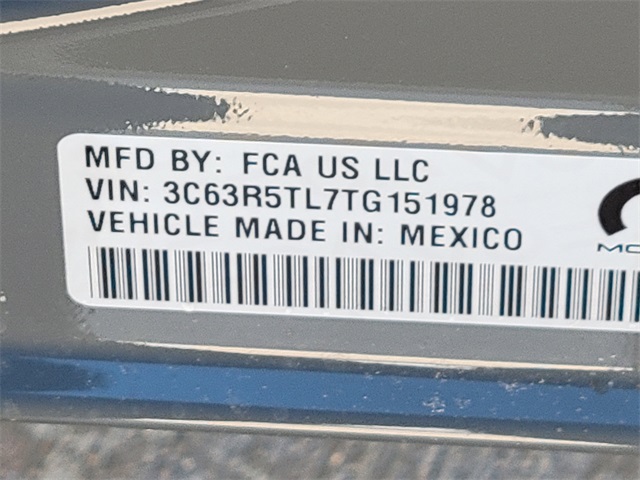 MFD BY: FCA US LLC
VIN: 3C63R5TL7TG151978
VEHICLE MADE IN: MEXICO